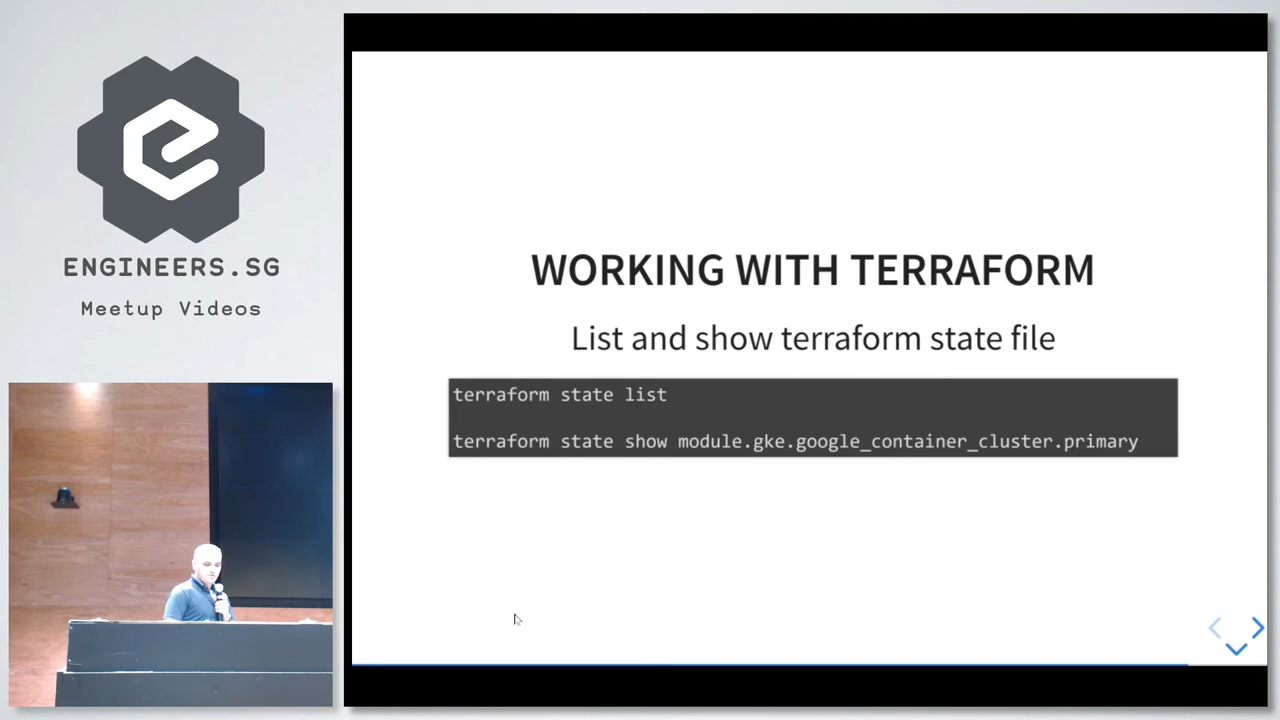 ENGINEERS.SG
Meetup Videos
WORKING WITH TERRAFORM
List and show terraform state file
terraform state list
terraform state show module.gke.google_container_cluster.primary